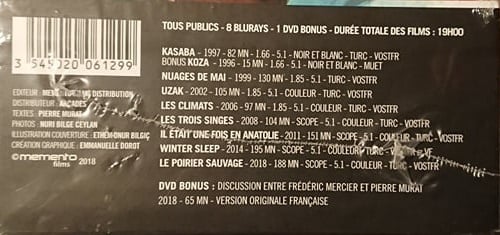 TOUS PUBLICS - 8 BLURAYS - 1 DVD BONUS - DURÉE TOTALE DES FILMS : 19H00
KASABA - 1997 - 82 MN - 1.66 - 5.1 - NOIR ET BLANC - TURC - VOSTFR
BONUS KOZA - 1996 - 15 MN - 1.66 - 5.1 - NOIR ET BLANC - MUET
NUAGES DE MAI - 1999 - 130 MN - 1.85 - 5.1 - TURC - VOSTFR
UZAK - 2002 - 105 MN - 1.85 - 5.1 - COULEUR - TURC - VOSTFR
LES CLIMATS - 2006 - 97 MN - 1.85 - 5.1 - COULEUR - TURC - VOSTFR
LES TROIS SINGES - 2008 - 104 MN - SCOPE - 5.1 - COULEUR - TURC - VOSTFR
IL ÉTAIT UNE FOIS EN ANATOLIE - 2011 - 151 MN - SCOPE - 5.1 - COULEUR - TURC - VOSTFR
WINTER SLEEP - 2014 - 195 MN - SCOPE - 5.1 - COULEUR - TURC - VOSTFR VF
LE POIRIER SAUVAGE - 2018 - 188 MN - SCOPE - 5.1 - COULEUR - TURC - VOSTFR
DVD BONUS : DISCUSSION ENTRE FRÉDÉRIC MERCIER ET PIERRE MURAT
2018 - 65 MN - VERSION ORIGINALE FRANÇAISE
3 545020 061299
ÉDITEUR : DISTRIBUTION
DISTRIBUTEUR : ARCADES
TEXTES : PIERRE MURAT
PHOTOS : NURI BILGE CEYLAN
ILLUSTRATION COUVERTURE : ETHEM ONUR BILGIÇ
CRÉATION GRAPHIQUE : EMMANUELLE DOROT
© memento films 2018